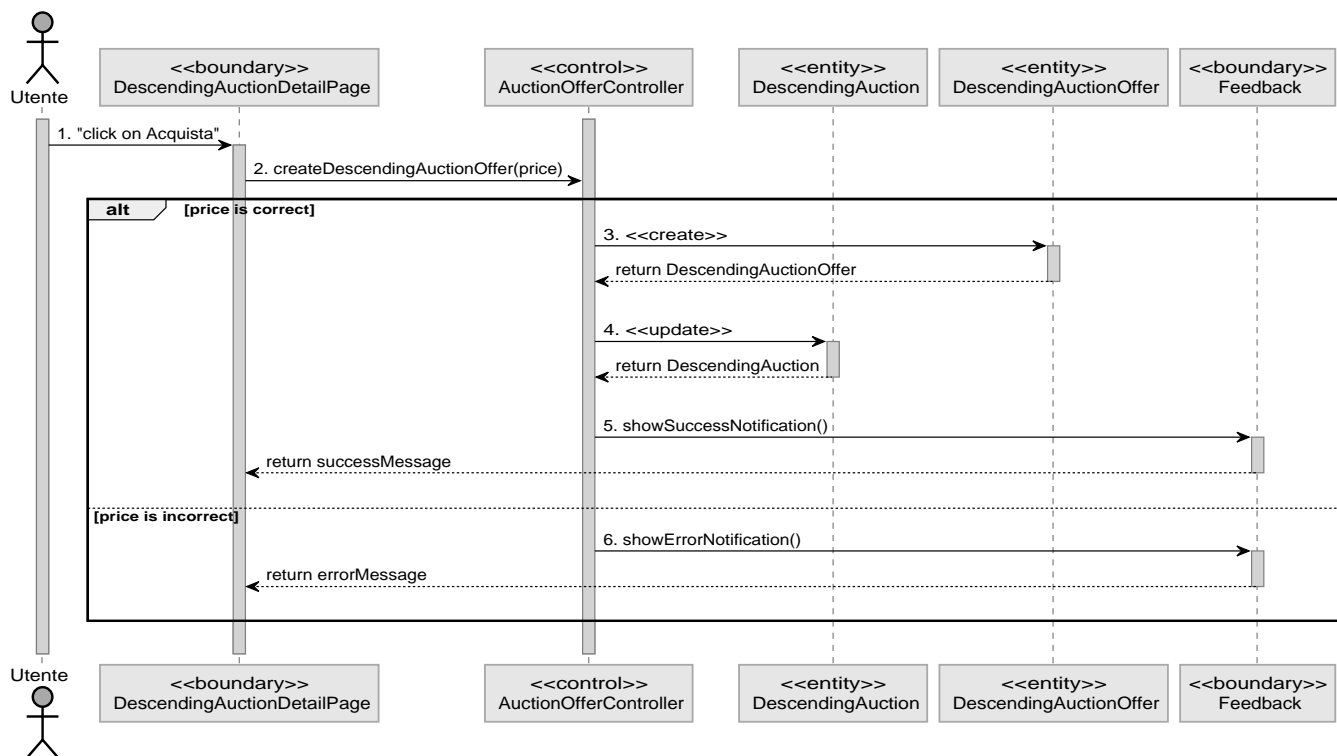 Utente
<<boundary>>
DescendingAuctionDetailPage
<<control>>
AuctionOfferController
<<entity>>
DescendingAuction
<<entity>>
DescendingAuctionOffer
<<boundary>>
Feedback
1. "click on Acquista"
2. createDescendingAuctionOffer(price)
alt
[price is correct]
3. <<create>>
return DescendingAuctionOffer
4. <<update>>
return DescendingAuction
5. showSuccessNotification()
return successMessage
[price is incorrect]
6. showErrorNotification()
return errorMessage
Utente
<<boundary>>
DescendingAuctionDetailPage
<<control>>
AuctionOfferController
<<entity>>
DescendingAuction
<<entity>>
DescendingAuctionOffer
<<boundary>>
Feedback